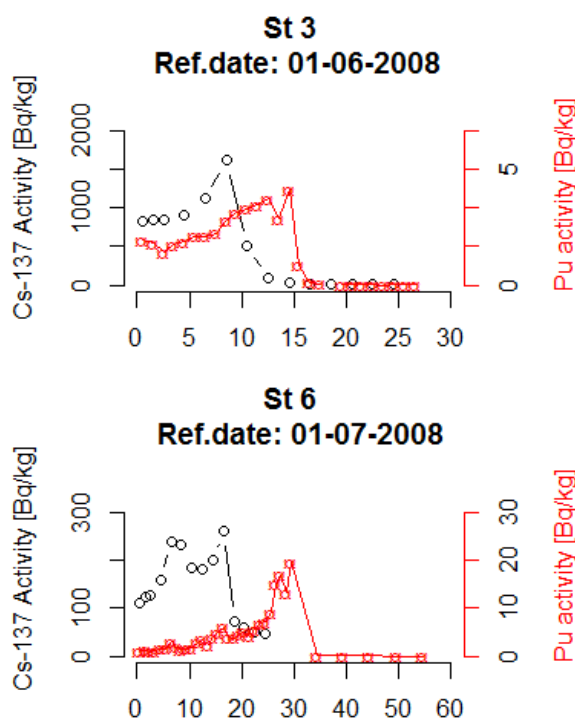 St 3
Ref.date: 01-06-2008
Cs-137 Activity [Bq/kg]
0 1000 2000
Pu activity [Bq/kg]
0 5
0 5 10 15 20 25 30
St 6
Ref.date: 01-07-2008
Cs-137 Activity [Bq/kg]
0 100 300
Pu activity [Bq/kg]
0 10 20 30
0 10 20 30 40 50 60